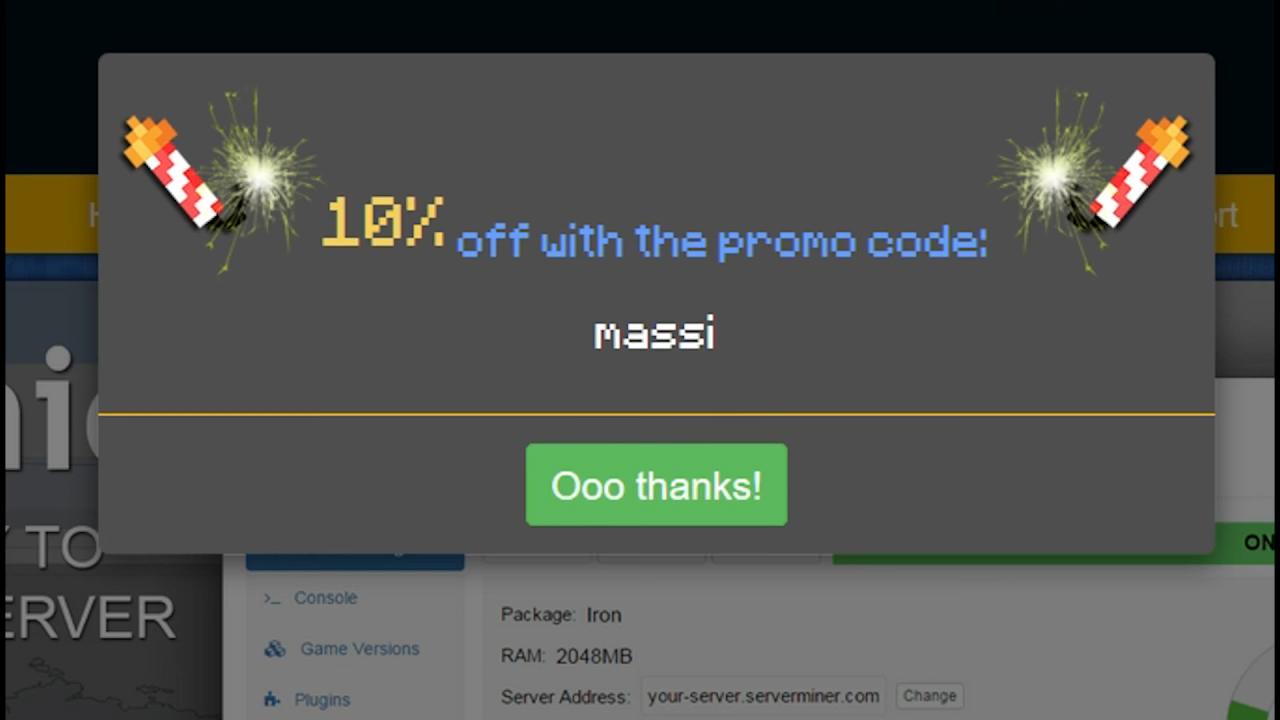 10% off with the promo code:
massi
Ooo thanks!
TO
ERVER
ON
Console
Game Versions
Plugins
Package: Iron
RAM: 2048MB
Server Address: your-server.serverminer.com Change